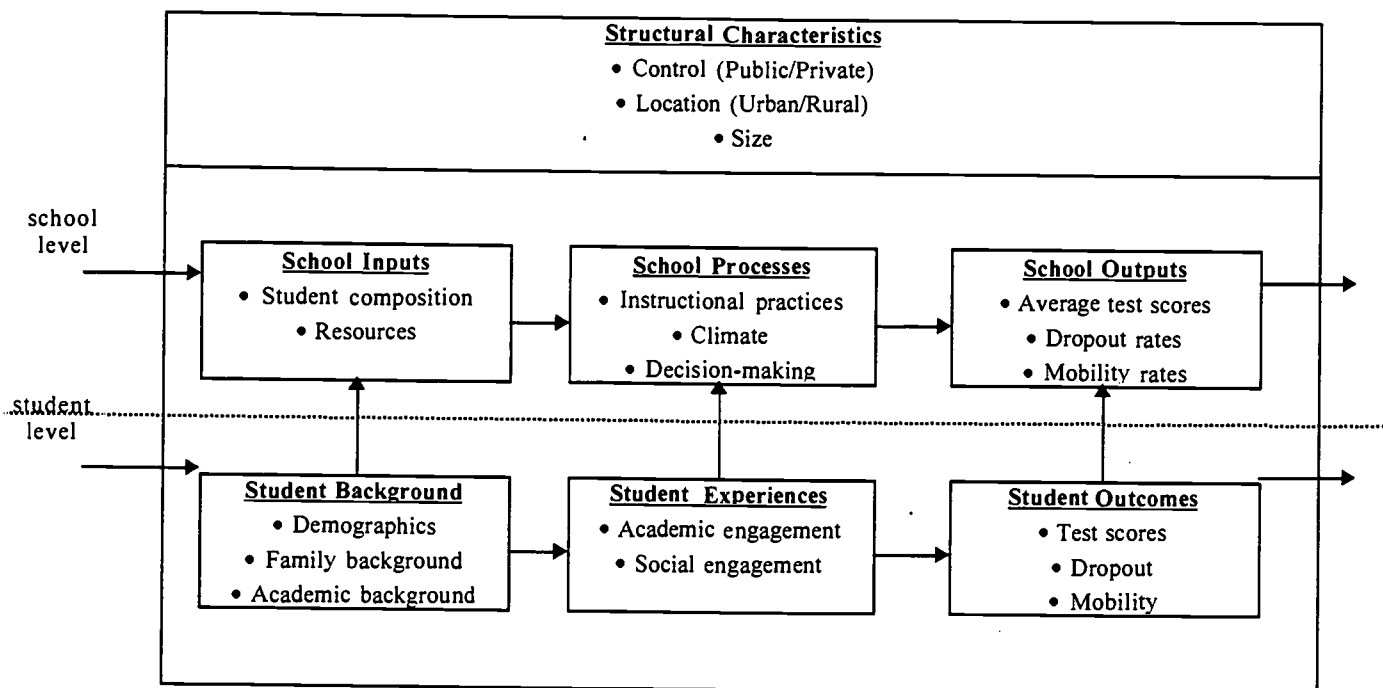 Structural Characteristics
• Control (Public/Private)
• Location (Urban/Rural)
• Size
school
level
School Inputs
• Student composition
• Resources
School Processes
• Instructional practices
• Climate
• Decision-making
School Outputs
• Average test scores
• Dropout rates
• Mobility rates
student
level
Student Background
• Demographics
• Family background
• Academic background
Student Experiences
• Academic engagement
• Social engagement
Student Outcomes
• Test scores
• Dropout
• Mobility